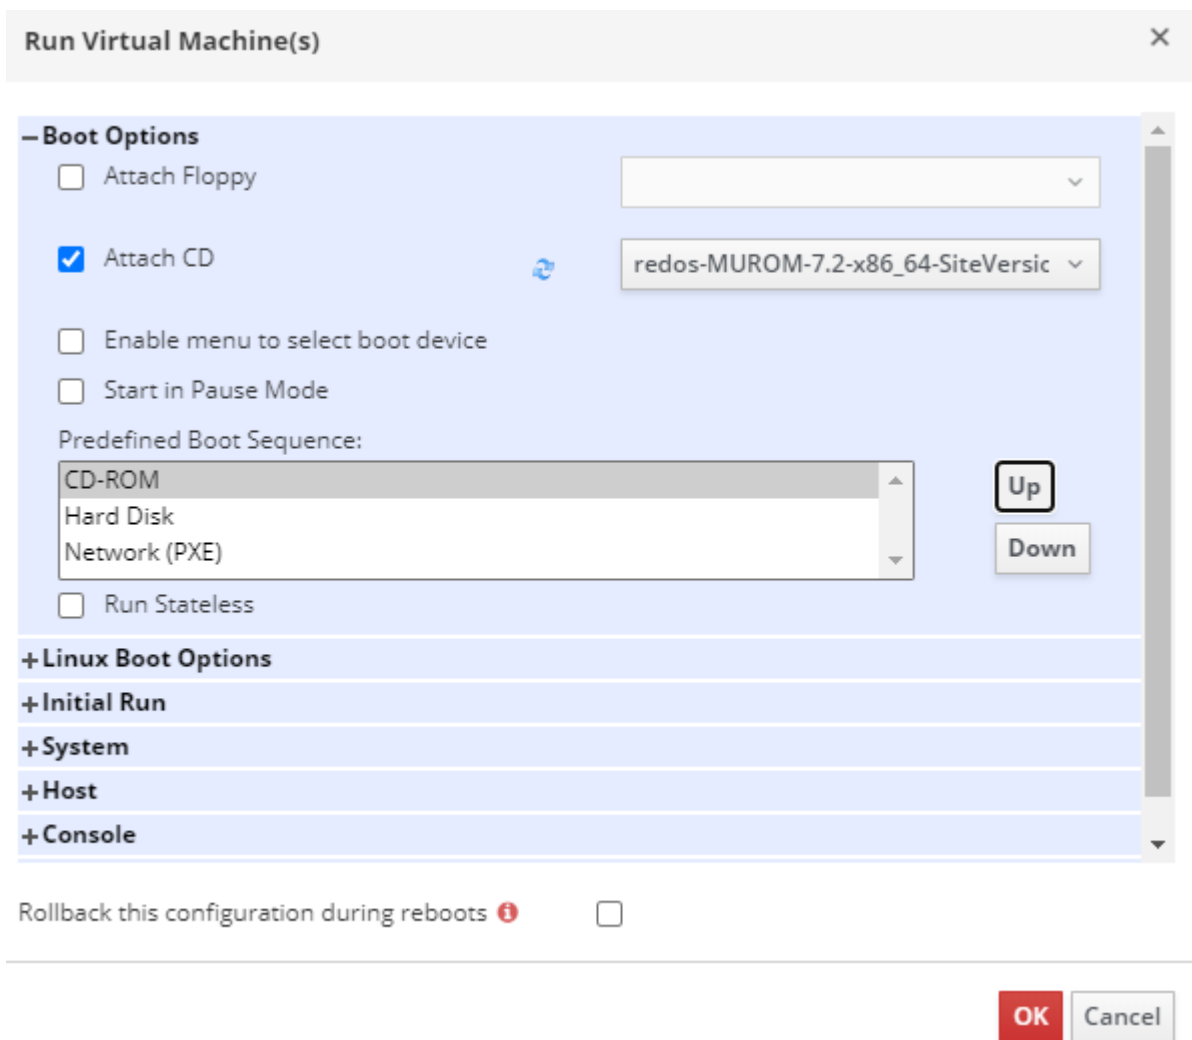 Run Virtual Machine(s)
Boot Options
Attach Floppy
Attach CD
redos-MUROM-7.2-x86_64-SiteVersic
Enable menu to select boot device
Start in Pause Mode
Predefined Boot Sequence:
CD-ROM
Hard Disk
Network (PXE)
Up
Down
Run Stateless
Linux Boot Options
Initial Run
System
Host
Console
Rollback this configuration during reboots
OK Cancel